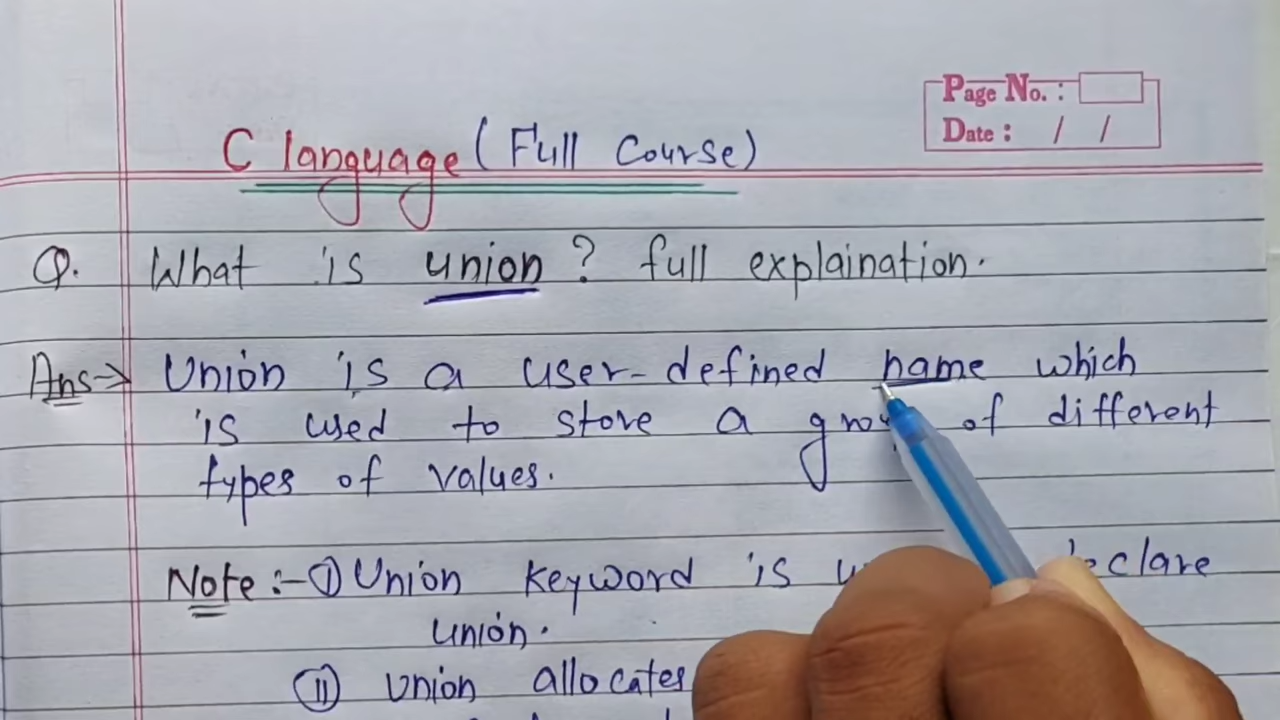 Page No. :
Date : / /
C language ( Full Course )
Q. What is union ? full explaination.
Ans-> Union is a user-defined name which
is used to store a of different
types of values.
Note :- (i) Union keyword is
union.
(ii) Union allocates